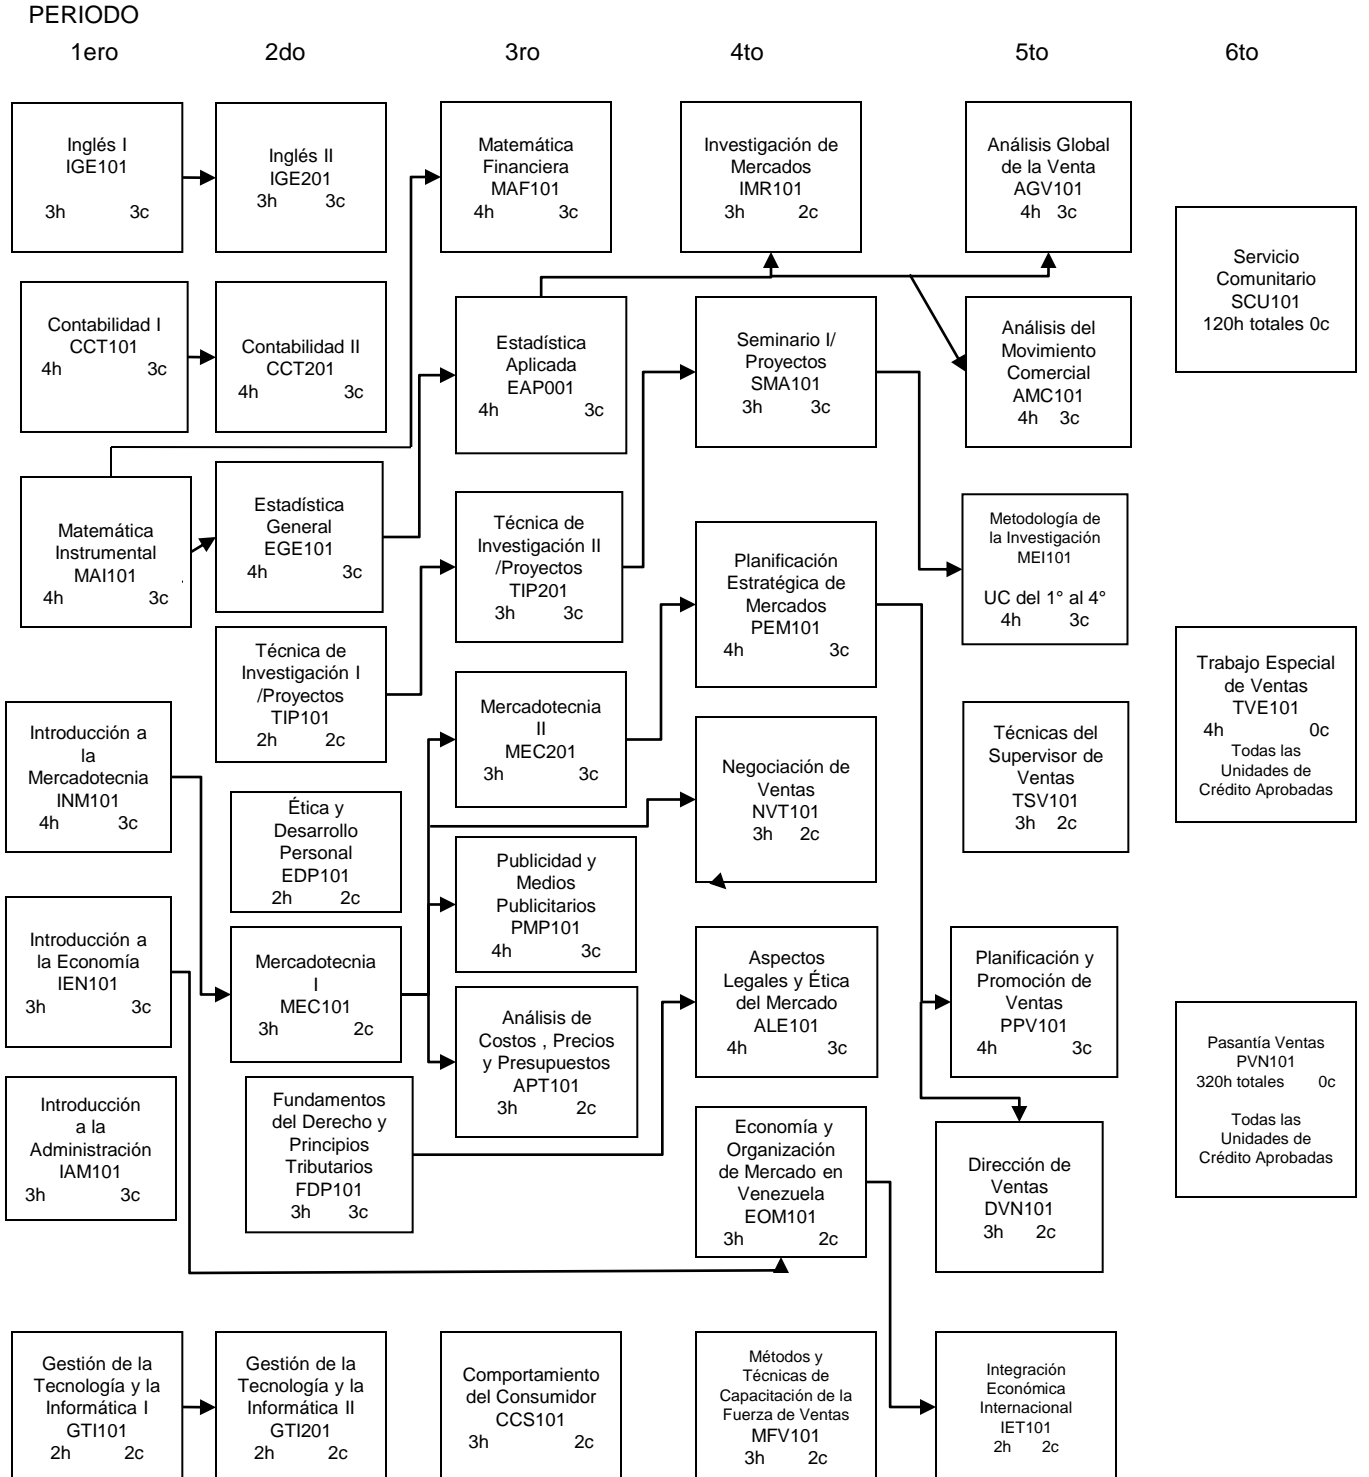 PERIODO
1ero
2do
3ro
4to
5to
6to
Inglés I
IGE101
3h 3c
Contabilidad I
CCT101
4h 3c
Matemática
Instrumental
MAI101
4h 3c
Introducción a
la
Mercadotecnia
INM101
4h 3c
Introducción a
la Economía
IEN101
3h 3c
Introducción
a la
Administración
IAM101
3h 3c
Gestión de la
Tecnología y la
Informática I
GTI101
2h 2c
Inglés II
IGE201
3h 3c
Contabilidad II
CCT201
4h 3c
Estadística
General
EGE101
4h 3c
Técnica de
Investigación I
/Proyectos
TIP101
2h 2c
Ética y
Desarrollo
Personal
EDP101
2h 2c
Mercadotecnia
I
MEC101
3h 2c
Fundamentos
del Derecho y
Principios
Tributarios
FDP101
3h 3c
Gestión de la
Tecnología y la
Informática II
GTI201
2h 2c
Matemática
Financiera
MAF101
4h 3c
Estadística
Aplicada
EAP001
4h 3c
Técnica de
Investigación II
/Proyectos
TIP201
3h 3c
Mercadotecnia
II
MEC201
3h 3c
Publicidad y
Medios
Publicitarios
PMP101
4h 3c
Análisis de
Costos , Precios
y Presupuestos
APT101
3h 2c
Comportamiento
del Consumidor
CCS101
3h 2c
Investigación de
Mercados
IMR101
3h 2c
Seminario I/
Proyectos
SMA101
3h 3c
Planificación
Estratégica de
Mercados
PEM101
4h 3c
Negociación de
Ventas
NVT101
3h 2c
Aspectos
Legales y Ética
del Mercado
ALE101
4h 3c
Economía y
Organización
de Mercado en
Venezuela
EOM101
3h 2c
Métodos y
Técnicas de
Capacitación de la
Fuerza de Ventas
MFV101
3h 2c
Análisis Global
de la Venta
AGV101
4h 3c
Análisis del
Movimiento
Comercial
AMC101
4h 3c
Metodología de
la Investigación
MEI101
UC del 1° al 4°
4h 3c
Técnicas del
Supervisor de
Ventas
TSV101
3h 2c
Planificación y
Promoción de
Ventas
PPV101
4h 3c
Dirección de
Ventas
DVN101
3h 2c
Integración
Económica
Internacional
IET101
2h 2c
Servicio
Comunitario
SCU101
120h totales 0c
Trabajo Especial
de Ventas
TVE101
4h 0c
Todas las
Unidades de
Crédito Aprobadas
Pasantía Ventas
PVN101
320h totales 0c
Todas las
Unidades de
Crédito Aprobadas